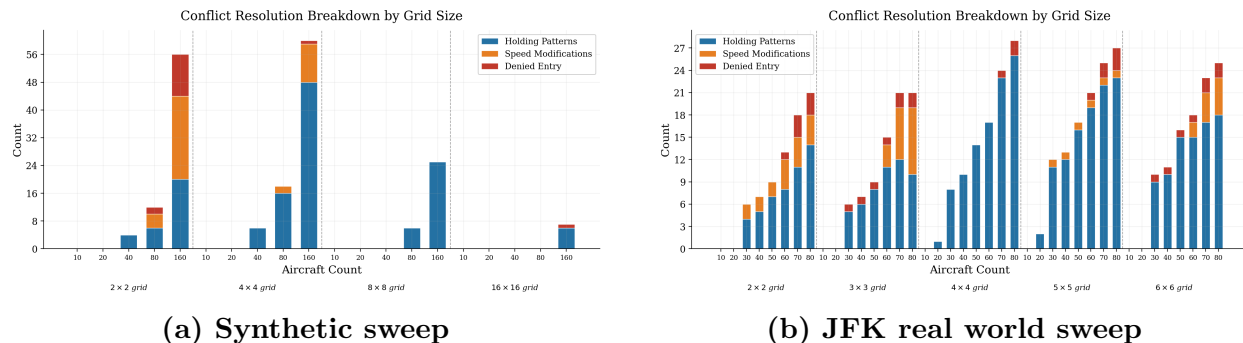 Conflict Resolution Breakdown by Grid Size
Holding Patterns
Speed Modifications
Denied Entry
Count
56
48
40
32
24
16
8
0
10 20 40 80 160 10 20 40 80 160 10 20 40 80 160 10 20 40 80 160
Aircraft Count
2 × 2 grid 4 × 4 grid 8 × 8 grid 16 × 16 grid
(a) Synthetic sweep
Conflict Resolution Breakdown by Grid Size
Holding Patterns
Speed Modifications
Denied Entry
Count
27
24
21
18
15
12
9
6
3
0
10 20 30 40 50 60 70 80 10 20 30 40 50 60 70 80 10 20 30 40 50 60 70 80 10 20 30 40 50 60 70 80 10 20 30 40 50 60 70 80
Aircraft Count
2 × 2 grid 3 × 3 grid 4 × 4 grid 5 × 5 grid 6 × 6 grid
(b) JFK real world sweep